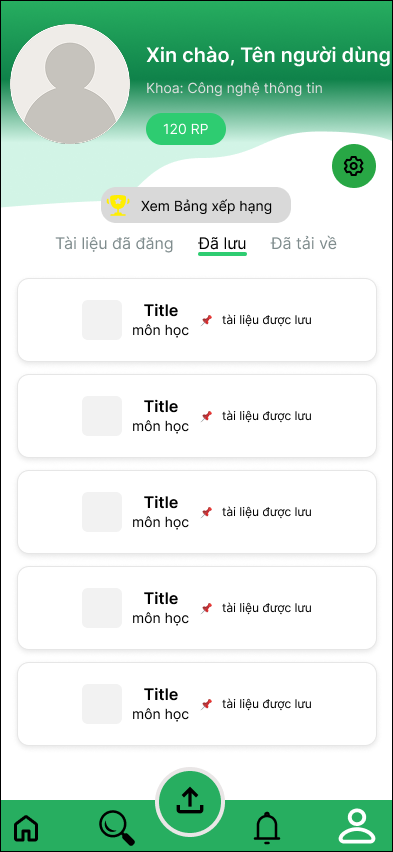 Xin chào, Tên người dùng
Khoa: Công nghệ thông tin
120 RP
Xem Bảng xếp hạng
Tài liệu đã đăng Đã lưu Đã tải về
Title
môn học
tài liệu được lưu
Title
môn học
tài liệu được lưu
Title
môn học
tài liệu được lưu
Title
môn học
tài liệu được lưu
Title
môn học
tài liệu được lưu